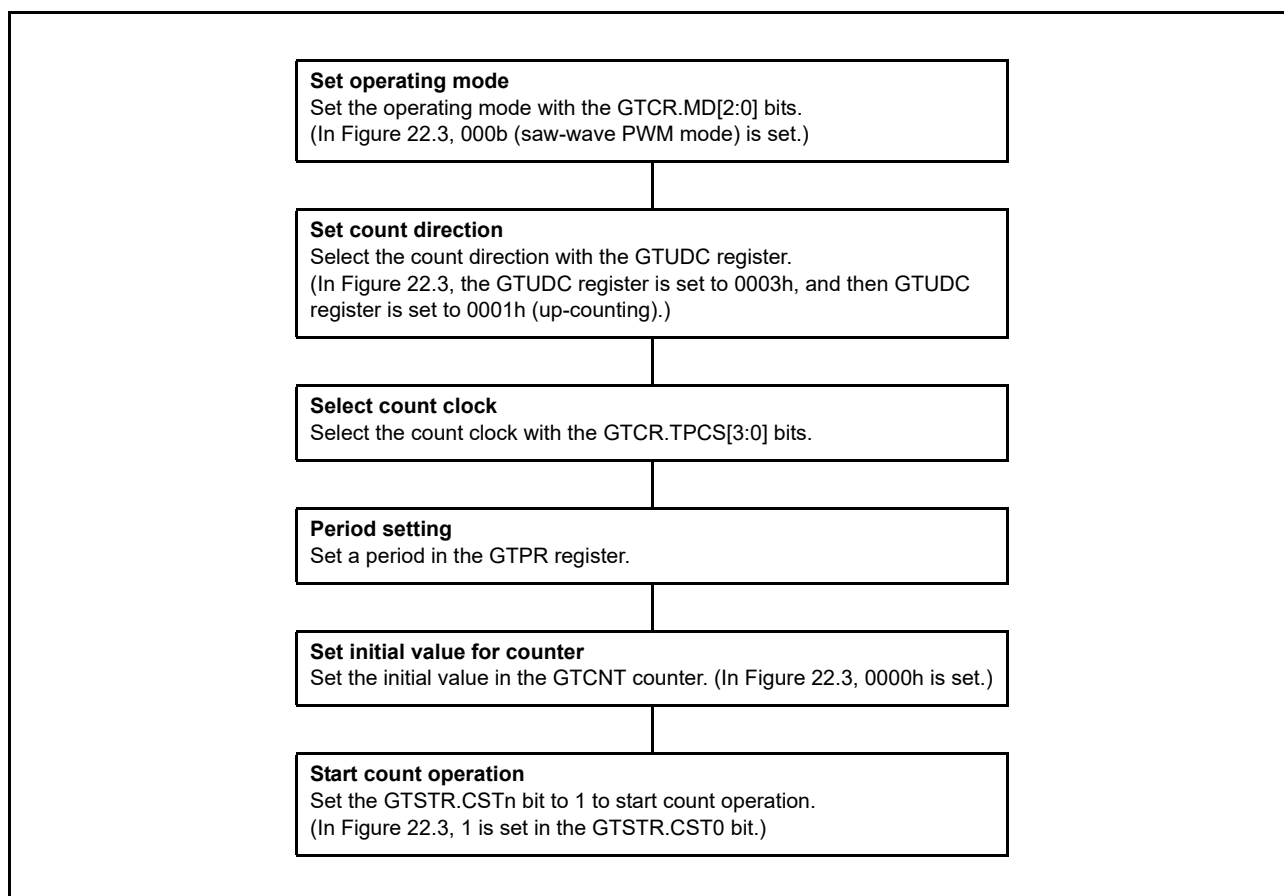 Set operating mode
Set the operating mode with the GTCR.MD[2:0] bits.
(In Figure 22.3, 000b (saw-wave PWM mode) is set.)
Set count direction
Select the count direction with the GTUDC register.
(In Figure 22.3, the GTUDC register is set to 0003h, and then GTUDC
register is set to 0001h (up-counting).)
Select count clock
Select the count clock with the GTCR.TPCS[3:0] bits.
Period setting
Set a period in the GTPR register.
Set initial value for counter
Set the initial value in the GTCNT counter. (In Figure 22.3, 0000h is set.)
Start count operation
Set the GTSTR.CSTn bit to 1 to start count operation.
(In Figure 22.3, 1 is set in the GTSTR.CST0 bit.)